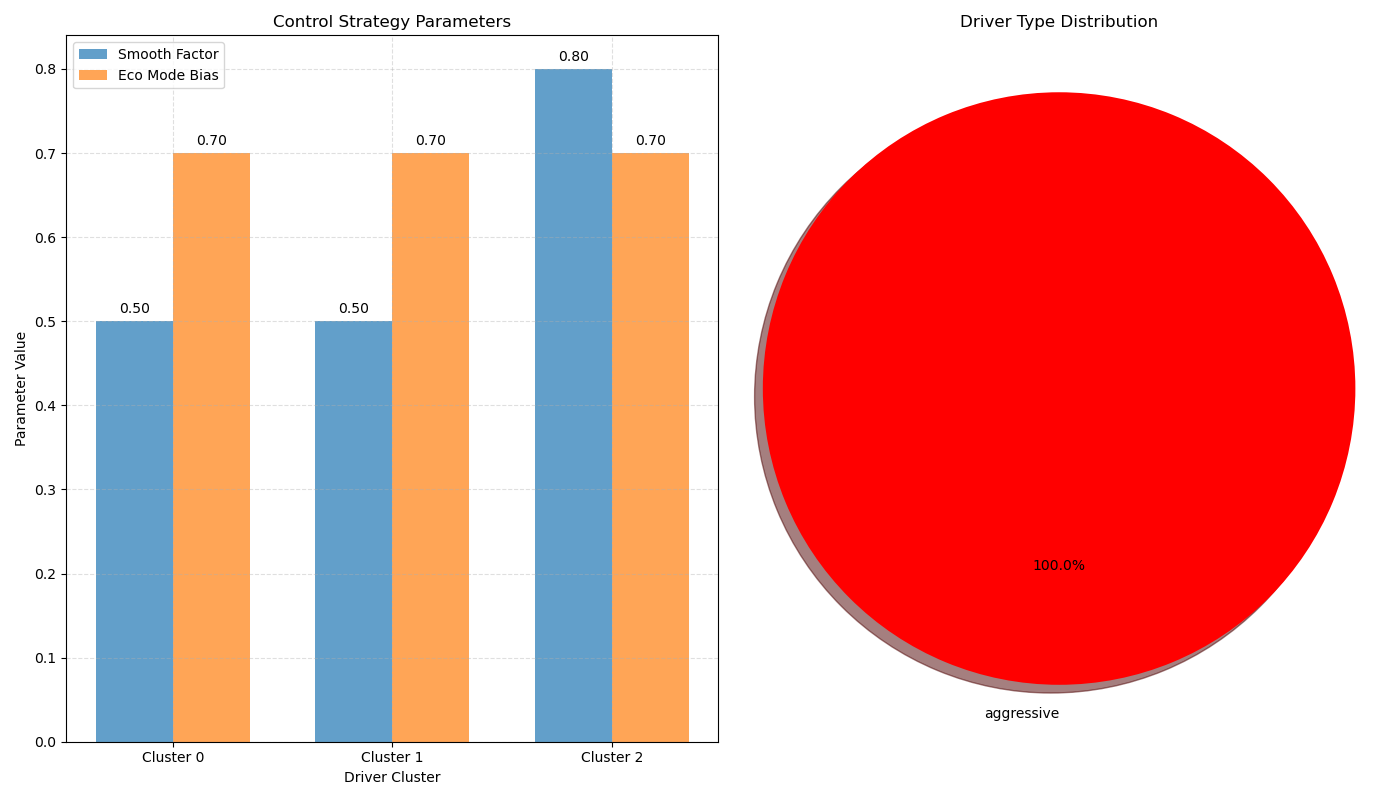 Control Strategy Parameters
Smooth Factor
Eco Mode Bias
0.80
0.70
0.70
0.70
0.50
0.50
0.8
0.7
0.6
0.5
0.4
0.3
0.2
0.1
0.0
Parameter Value
Cluster 0
Cluster 1
Cluster 2
Driver Cluster
Driver Type Distribution
100.0%
aggressive